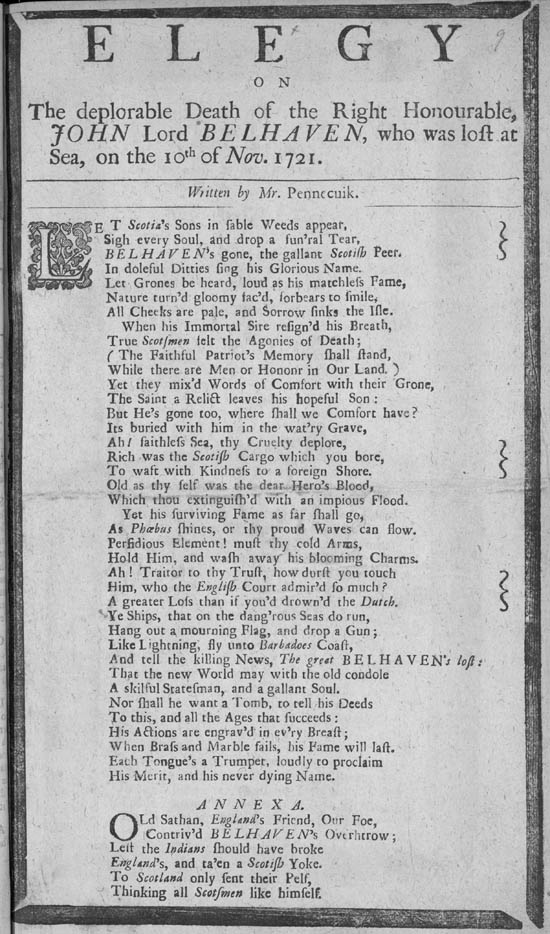 9
ELEGY
ON
The deplorable Death of the Right Honourable,
JOHN Lord BELHAVEN, who was loſt at
Sea, on the 10th of Nov. 1721.
Written by Mr. Pennecuik.
LET Scotia's Sons in ſable Weeds appear,
Sigh every Soul, and drop a fun'ral Tear,
BELHAVEN's gone, the gallant Scotiſh Peer.
In doleful Ditties ſing his Glorious Name.
Let Grones be heard, loud as his matchleſs Fame,
Nature turn'd gloomy fac'd, forbears to ſmile,
All Cheeks are pale, and Sorrow ſinks the Iſle.
When his Immortal Sire reſign'd his Breath,
True Scotſmen felt the Agonies of Death;
( The Faithful Patriot's Memory ſhall ſtand,
While there are Men or Honour in Our Land. )
Yet they mix'd Words of Comfort with their Grone,
The Saint a Relict leaves his hopeful Son:
But He's gone too, where ſhall we Comfort have?
Its buried with him in the wat'ry Grave,
Ah! faithleſs Sea, thy Cruelty deplore,
Rich was the Scotiſh Cargo which you bore,
To waft with Kindneſs to a foreign Shore.
Old as thy ſelf was the dear Hero's Blood,
Which thou extinguiſh'd with an impious Flood.
Yet his ſurviving Fame as far ſhall go,
As Phœbus ſhines, or thy proud Waves can flow.
Perfidious Element! muſt thy cold Arms,
Hold Him, and waſh away his blooming Charms.
Ah! Traitor to thy Truſt, how durſt you touch
Him, who the Engliſh Court admir'd ſo much?
A greater Loſs than if you'd drown'd the Dutch.
Ye Ships, that on the dang'rous Seas do run,
Hang out a mourning Flag, and drop a Gun;
Like Lightning, fly unto Barbadoes Coaſt,
And tell the killing News, The great BELHAVEN's loſt:
That the new World may with the old condole
A skilful Stateſman, and a gallant Soul.
Nor ſhall he want a Tomb, to tell his Deeds
To this, and all the Ages that ſucceeds:
His Actions are engrav'd in ev'ry Breaſt;
When Braſs and Marble fails, his Fame will laſt.
Each Tongue's a Trumpet, loudly to proclaim
His Merit, and his never dying Name.
ANNEXA.
OLd Sathan, England's Friend, Our Foe,
Contriv'd BELHAVEN's Overhtrow;
Leſt the Indians ſhould have broke
England's, and ta'en a Scotiſh Yoke.
To Scotland only ſent their Pelf,
Thinking all Scotſmen like himſelf.